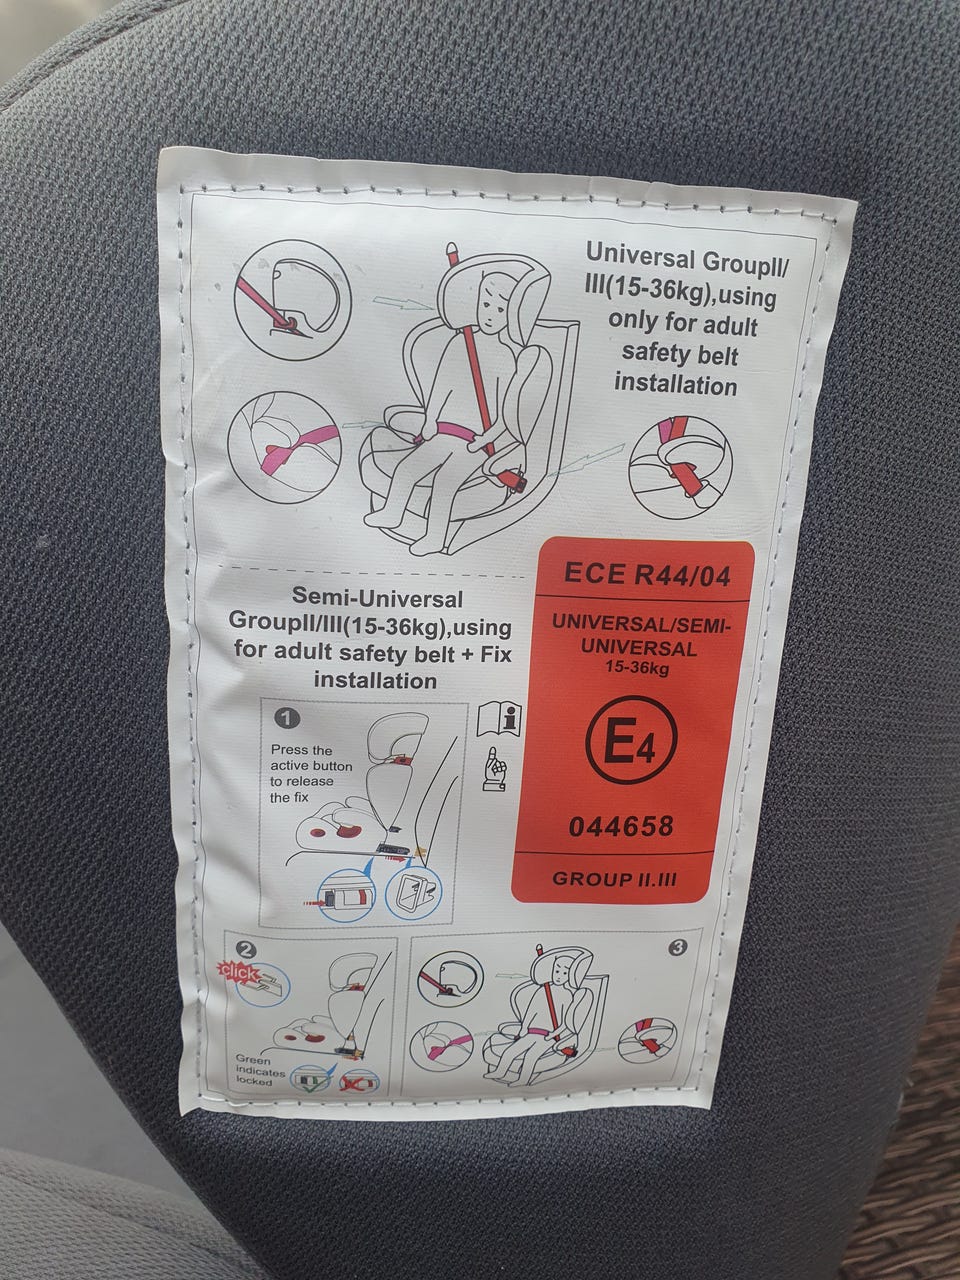 Universal GroupII/
III(15-36kg),using
only for adult
safety belt
installation
ECE R44/04
UNIVERSAL/SEMI-
UNIVERSAL
15-36kg
E4
044658
GROUP II.III
Semi-Universal
GroupII/III(15-36kg),using
for adult safety belt + Fix
installation
1
Press the
active button
to release
the fix
i
2
click
Green
indicates
locked
3